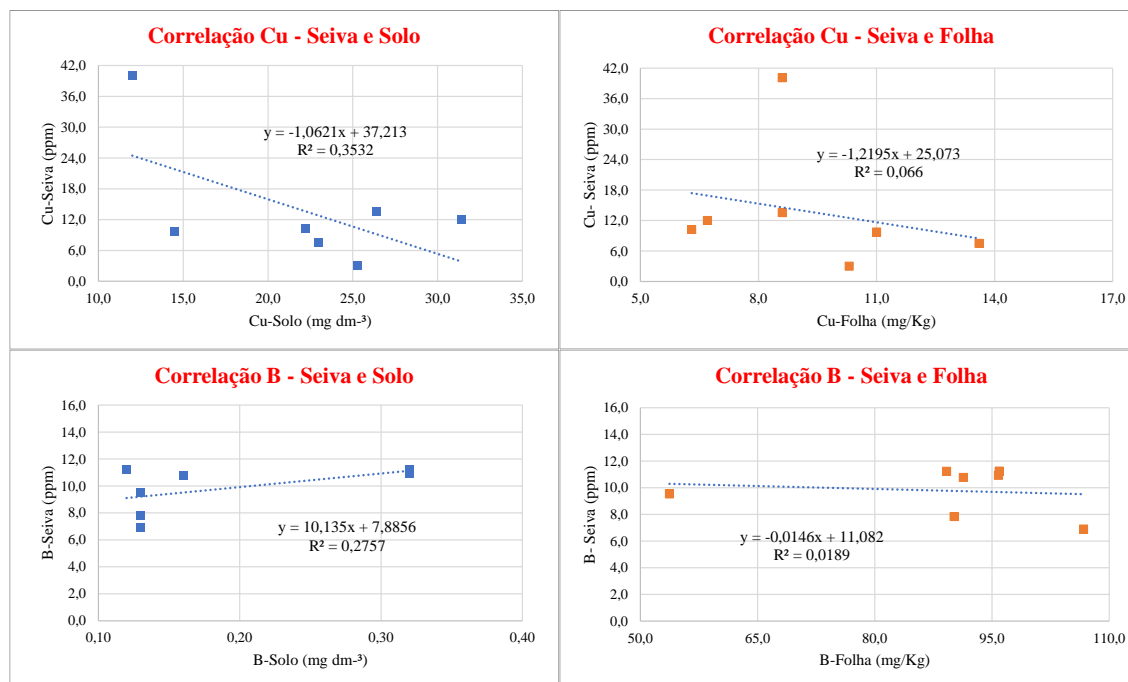 Correlação Cu - Seiva e Solo
42,0
36,0
30,0
24,0
18,0
12,0
6,0
0,0
Cu-Seiva (ppm)
y = -1,0621x + 37,213
R² = 0,3532
10,0 15,0 20,0 25,0 30,0 35,0
Cu-Solo (mg dm-³)
Correlação Cu - Seiva e Folha
42,0
36,0
30,0
24,0
18,0
12,0
6,0
0,0
Cu- Seiva (ppm)
y = -1,2195x + 25,073
R² = 0,066
5,0 8,0 11,0 14,0 17,0
Cu-Folha (mg/Kg)
Correlação B - Seiva e Solo
16,0
14,0
12,0
10,0
8,0
6,0
4,0
2,0
0,0
B-Seiva (ppm)
y = 10,135x + 7,8856
R² = 0,2757
0,10 0,20 0,30 0,40
B-Solo (mg dm-³)
Correlação B - Seiva e Folha
16,0
14,0
12,0
10,0
8,0
6,0
4,0
2,0
0,0
B- Seiva (ppm)
y = -0,0146x + 11,082
R² = 0,0189
50,0 65,0 80,0 95,0 110,0
B-Folha (mg/Kg)